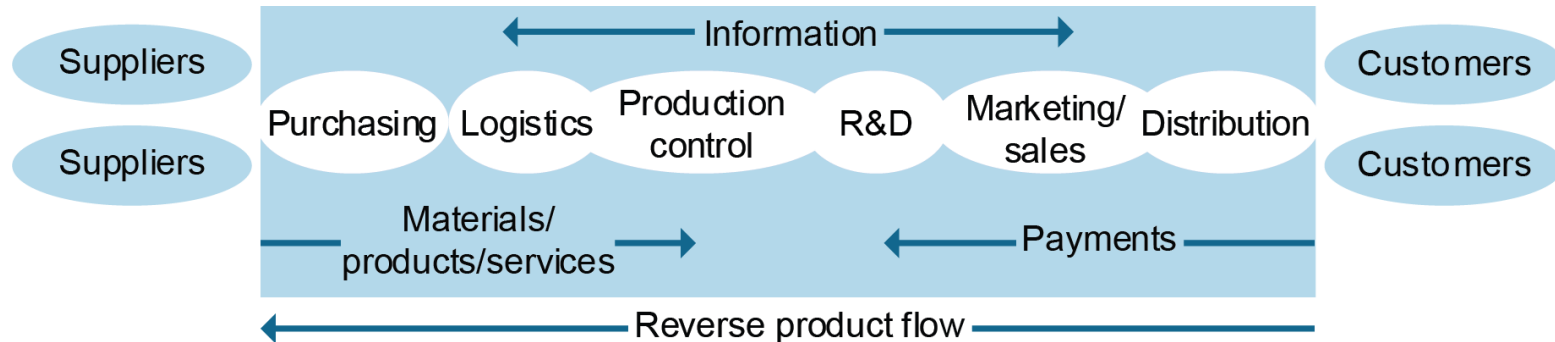 Information
Suppliers
Customers
Purchasing
Logistics
Production
control
R&D
Marketing/
sales
Distribution
Suppliers
Customers
Materials/
products/services
Payments
Reverse product flow